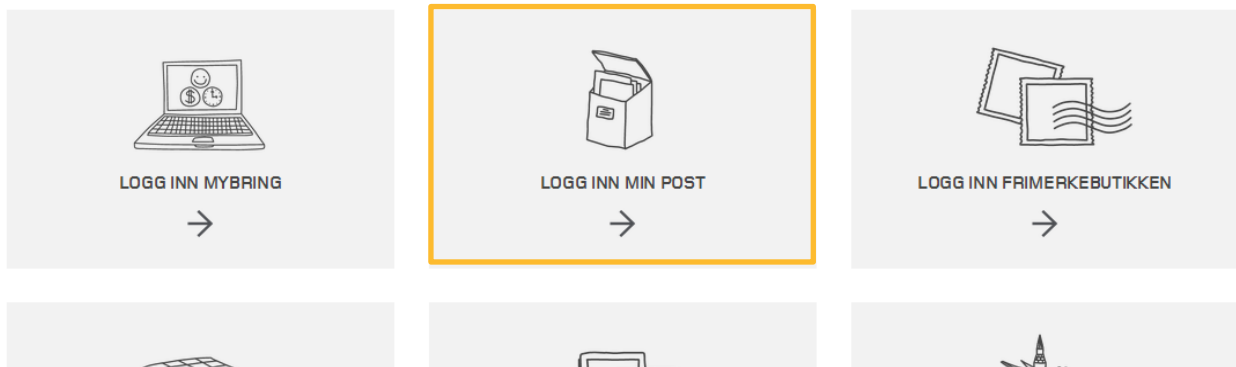 LOGG INN MYBRING
LOGG INN MIN POST
LOGG INN FRIMERKEBUTIKKEN